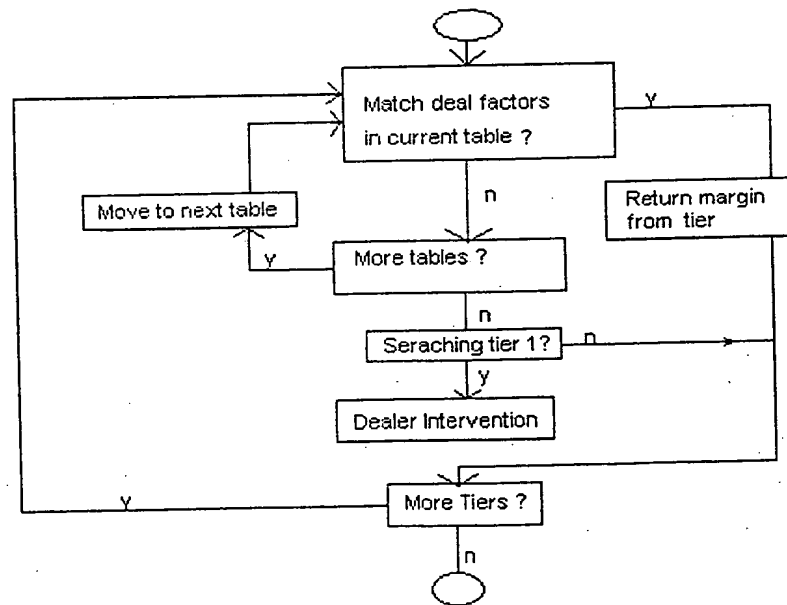 Match deal factors
in current table ?
Y
Return margin
from tier
n
Move to next table
More tables ?
Y
n
Seraching tier 1?
n
y
Dealer Intervention
More Tiers ?
Y
n